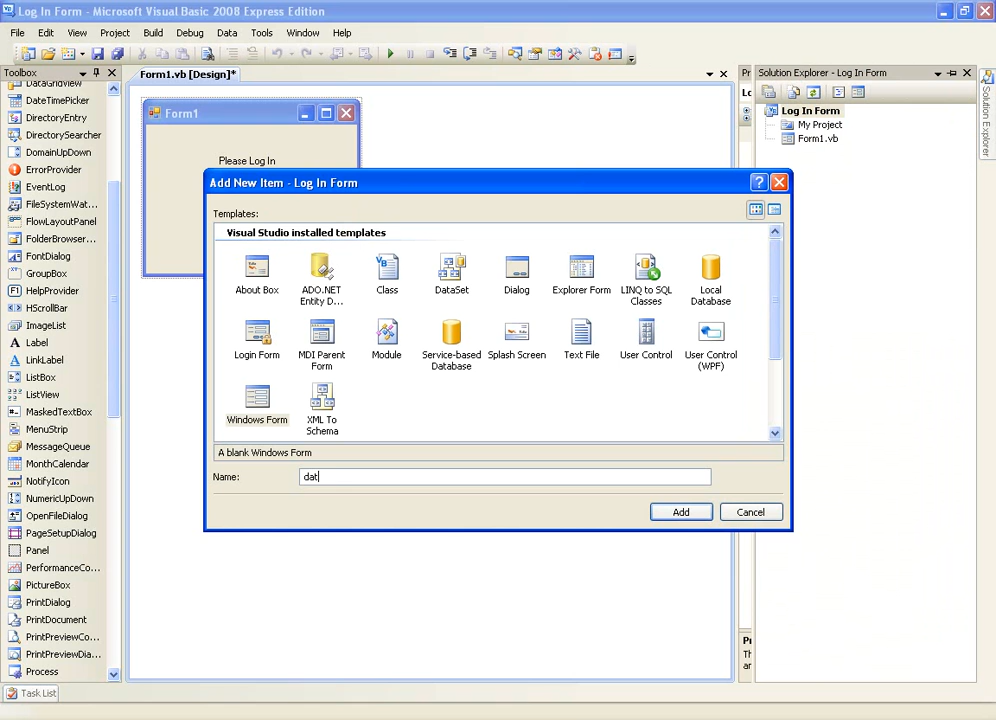 Log In Form - Microsoft Visual Basic 2008 Express Edition
File Edit View Project Build Debug Data Tools Window Help
Toolbox
Form1.vb [Design]*
Pr
Solution Explorer - Log In Form
Lo
Solution Explorer
Log In Form
My Project
Form1.vb
DataGridView
DateTimePicker
DirectoryEntry
DirectorySearcher
DomainUpDown
ErrorProvider
EventLog
FileSystemWat...
FlowLayoutPanel
FolderBrowser...
FontDialog
GroupBox
HelpProvider
HScrollBar
ImageList
Label
LinkLabel
ListBox
ListView
MaskedTextBox
MenuStrip
MessageQueue
MonthCalendar
NotifyIcon
NumericUpDown
OpenFileDialog
PageSetupDialog
Panel
PerformanceCo...
PictureBox
PrintDialog
PrintDocument
PrintPreviewCo...
PrintPreviewDia...
Process
Form1
Please Log In
Add New Item - Log In Form
Templates:
Visual Studio installed templates
About Box
ADO.NET Entity D...
Class
DataSet
Dialog
Explorer Form
LINQ to SQL Classes
Local Database
Login Form
MDI Parent Form
Module
Service-based Database
Splash Screen
Text File
User Control
User Control (WPF)
Windows Form
XML To Schema
A blank Windows Form
Name: dat
Add Cancel
Pr
Th
ar
Task List